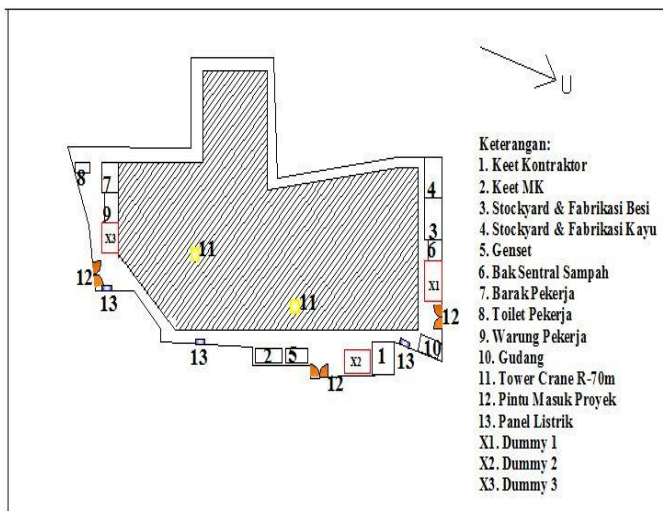 U
Keterangan:
1. Keet Kontraktor
2. Keet MK
3. Stockyard & Fabrikasi Besi
4. Stockyard & Fabrikasi Kayu
5. Genset
6. Bak Sentral Sampah
7. Barak Pekerja
8. Toilet Pekerja
9. Warung Pekerja
10. Gudang
11. Tower Crane R-70m
12. Pintu Masuk Proyek
13. Panel Listrik
X1. Dummy 1
X2. Dummy 2
X3. Dummy 3
8
7
4
9
3
X3
11
6
12
X1
13
11
12
13
2
5
12
X2
1
13
10